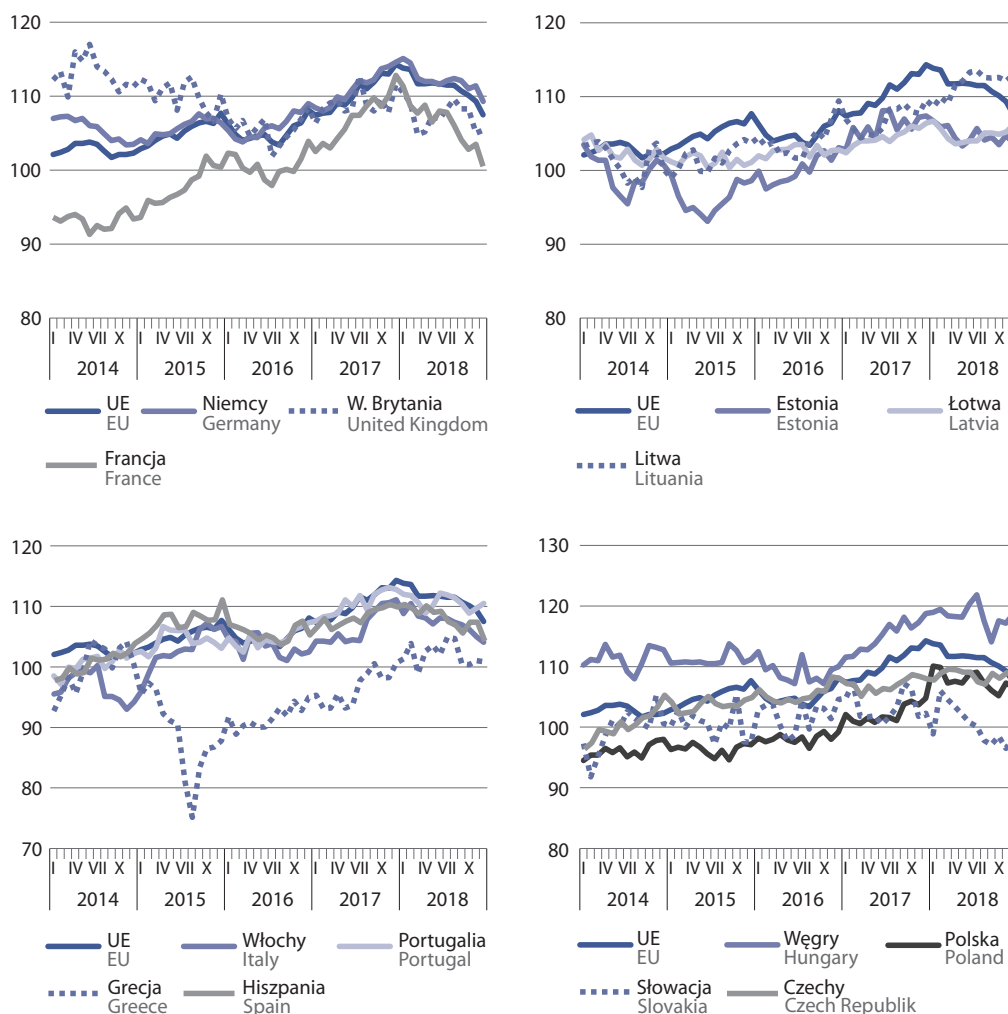 120
110
100
90
80
I IV VII X I IV VII X I IV VII X I IV VII X I IV VII X
2014 2015 2016 2017 2018
UE
EU
Niemcy
Germany
W. Brytania
United Kingdom
Francja
France
120
110
100
90
80
I IV VII X I IV VII X I IV VII X I IV VII X I IV VII X
2014 2015 2016 2017 2018
UE
EU
Estonia
Estonia
Łotwa
Latvia
Litwa
Lituania
120
110
100
90
80
70
I IV VII X I IV VII X I IV VII X I IV VII X I IV VII X
2014 2015 2016 2017 2018
UE
EU
Włochy
Italy
Portugalia
Portugal
Grecja
Greece
Hiszpania
Spain
130
120
110
100
90
80
I IV VII X I IV VII X I IV VII X I IV VII X I IV VII X
2014 2015 2016 2017 2018
UE
EU
Węgry
Hungary
Polska
Poland
Słowacja
Slovakia
Czechy
Czech Republik